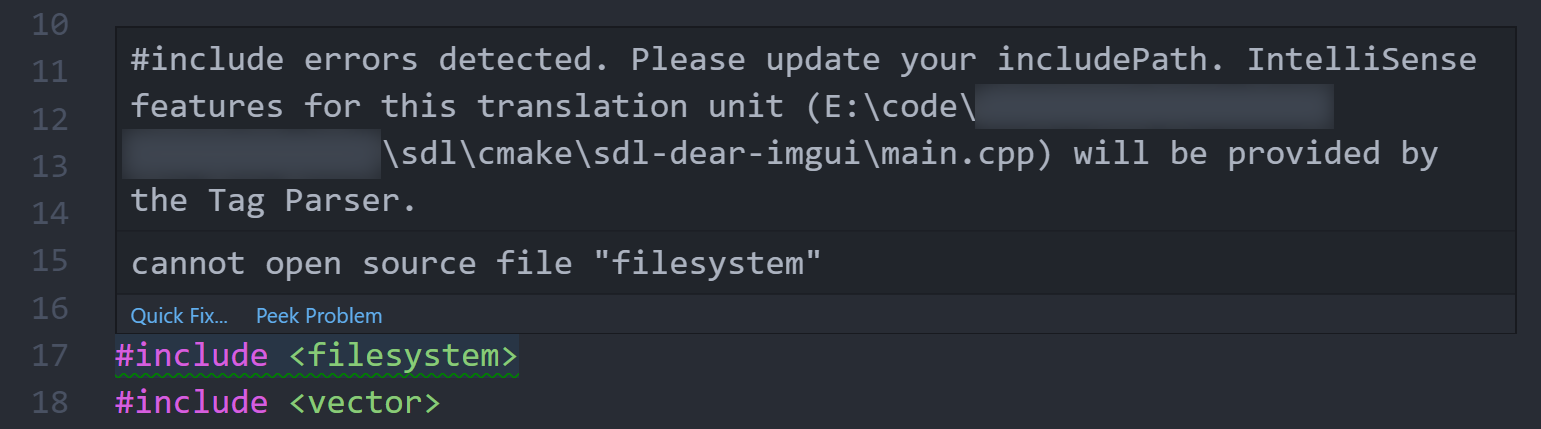 10
#include errors detected. Please update your includePath. IntelliSense
11
features for this translation unit (E:\code\
12
\sdl\cmake\sdl-dear-imgui\main.cpp) will be provided by
13
the Tag Parser.
14
15 cannot open source file "filesystem"
16 Quick Fix... Peek Problem
17 #include <filesystem>
18 #include <vector>